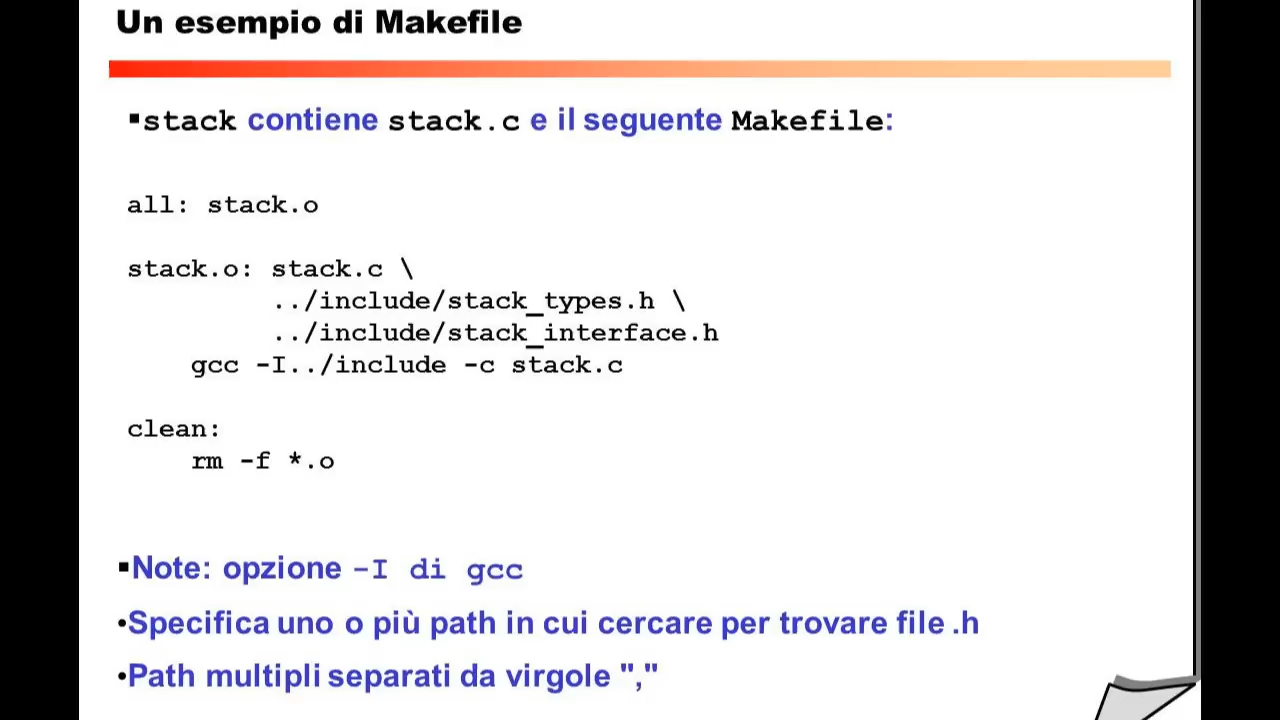 Un esempio di Makefile
▪stack contiene stack.c e il seguente Makefile:
all: stack.o
stack.o: stack.c \
../include/stack_types.h \
../include/stack_interface.h
gcc -I../include -c stack.c
clean:
rm -f *.o
▪Note: opzione -I di gcc
•Specifica uno o più path in cui cercare per trovare file .h
•Path multipli separati da virgole ","